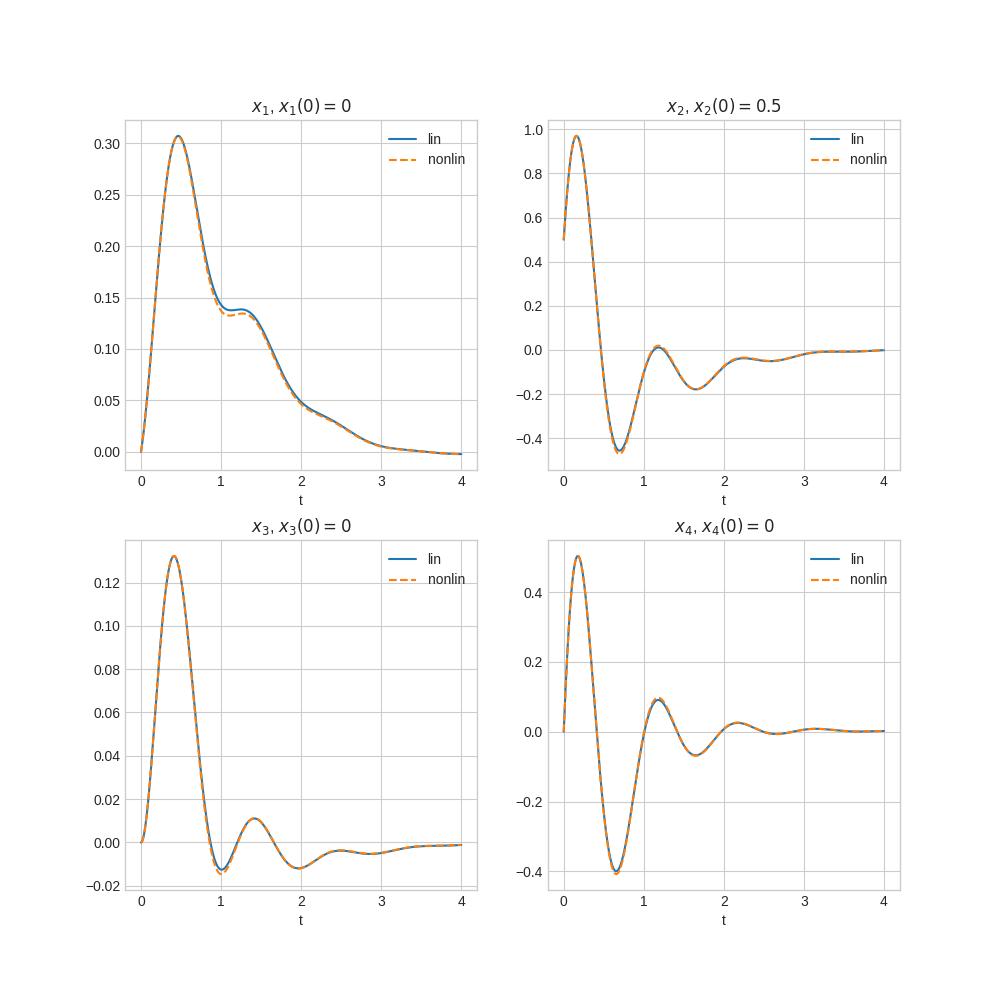 x₁, x₁(0) = 0
lin
nonlin
0.30
0.25
0.20
0.15
0.10
0.05
0.00
0 1 2 3 4
t
x₂, x₂(0) = 0.5
lin
nonlin
1.0
0.8
0.6
0.4
0.2
0.0
−0.2
−0.4
0 1 2 3 4
t
x₃, x₃(0) = 0
lin
nonlin
0.12
0.10
0.08
0.06
0.04
0.02
0.00
−0.02
0 1 2 3 4
t
x₄, x₄(0) = 0
lin
nonlin
0.4
0.2
0.0
−0.2
−0.4
0 1 2 3 4
t